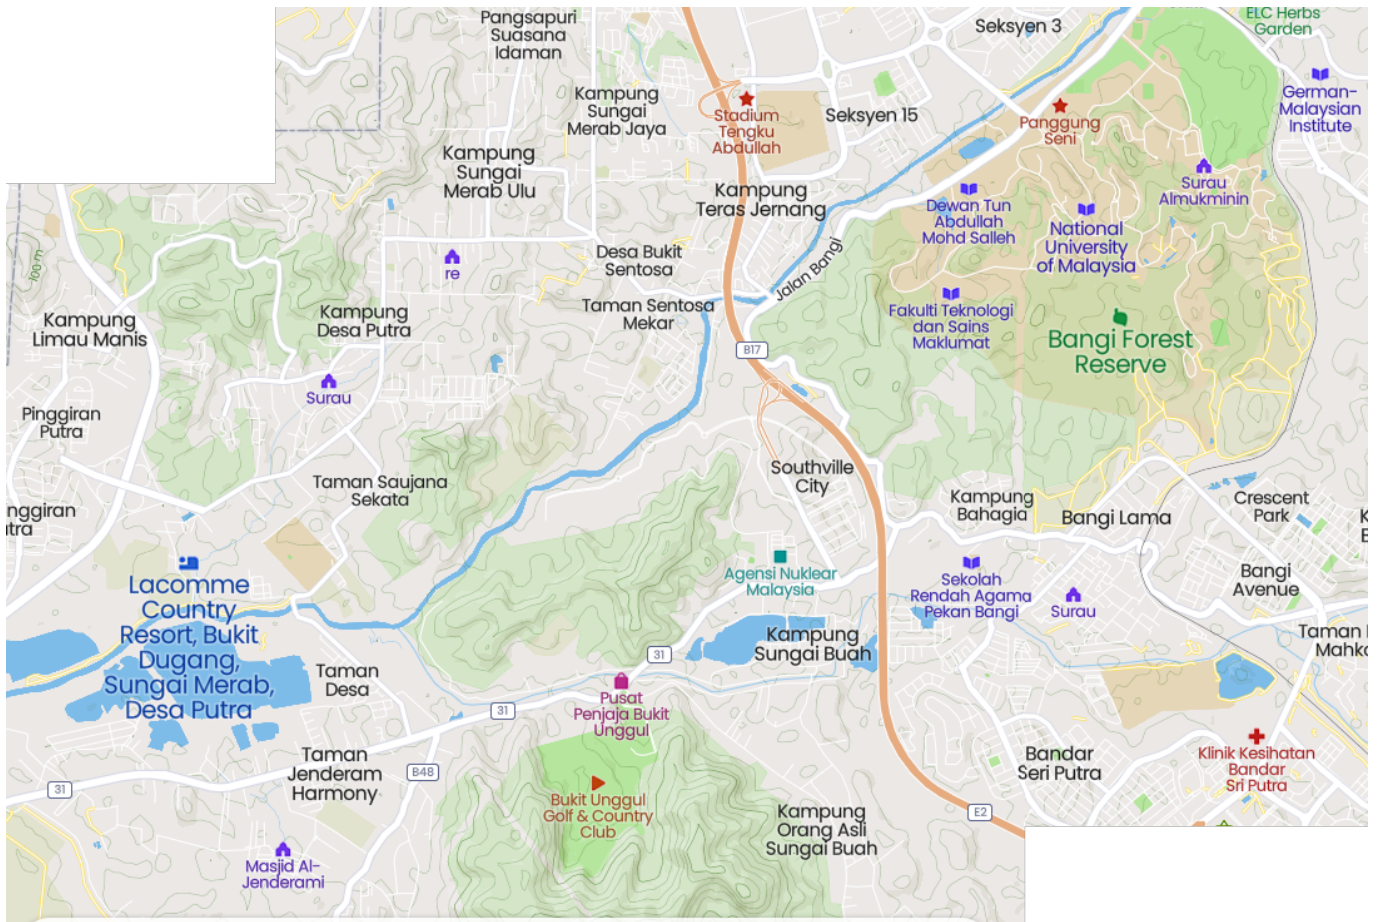 Pangsapuri
Suasana
Idaman
Seksyen 3
ELC Herbs
Garden
German-
Malaysian
Institute
Kampung
Sungai
Merab Jaya
Stadium
Tengku
Abdullah
Seksyen 15
Panggung
Seni
Kampung
Sungai
Merab Ulu
Kampung
Teras Jernang
Surau
Almukminin
Dewan Tun
Abdullah
Mohd Salleh
National
University
of Malaysia
100 m
re
Desa Bukit
Sentosa
Jalan Bangi
Taman Sentosa
Mekar
Kampung
Desa Putra
Kampung
Limau Manis
Fakulti Teknologi
dan Sains
Maklumat
Bangi Forest
Reserve
B17
Surau
Pinggiran
Putra
Southville
City
Taman Saujana
Sekata
Kampung
Bahagia
Bangi Lama
Crescent
Park
K
B
nggiran
utra
Lacomme
Country
Resort, Bukit
Dugang,
Sungai Merab,
Desa Putra
Agensi Nuklear
Malaysia
Sekolah
Rendah Agama
Pekan Bangi
Surau
Bangi
Avenue
Kampung
Sungai Buah
Taman
Mahko
31
Taman
Desa
Pusat
Penjaja Bukit
Unggul
31
Taman
Jenderam
Harmony
B48
31
Bandar
Seri Putra
Klinik Kesihatan
Bandar
Sri Putra
Bukit Unggul
Golf & Country
Club
Kampung
Orang Asli
Sungai Buah
E2
Masjid Al-
Jenderami